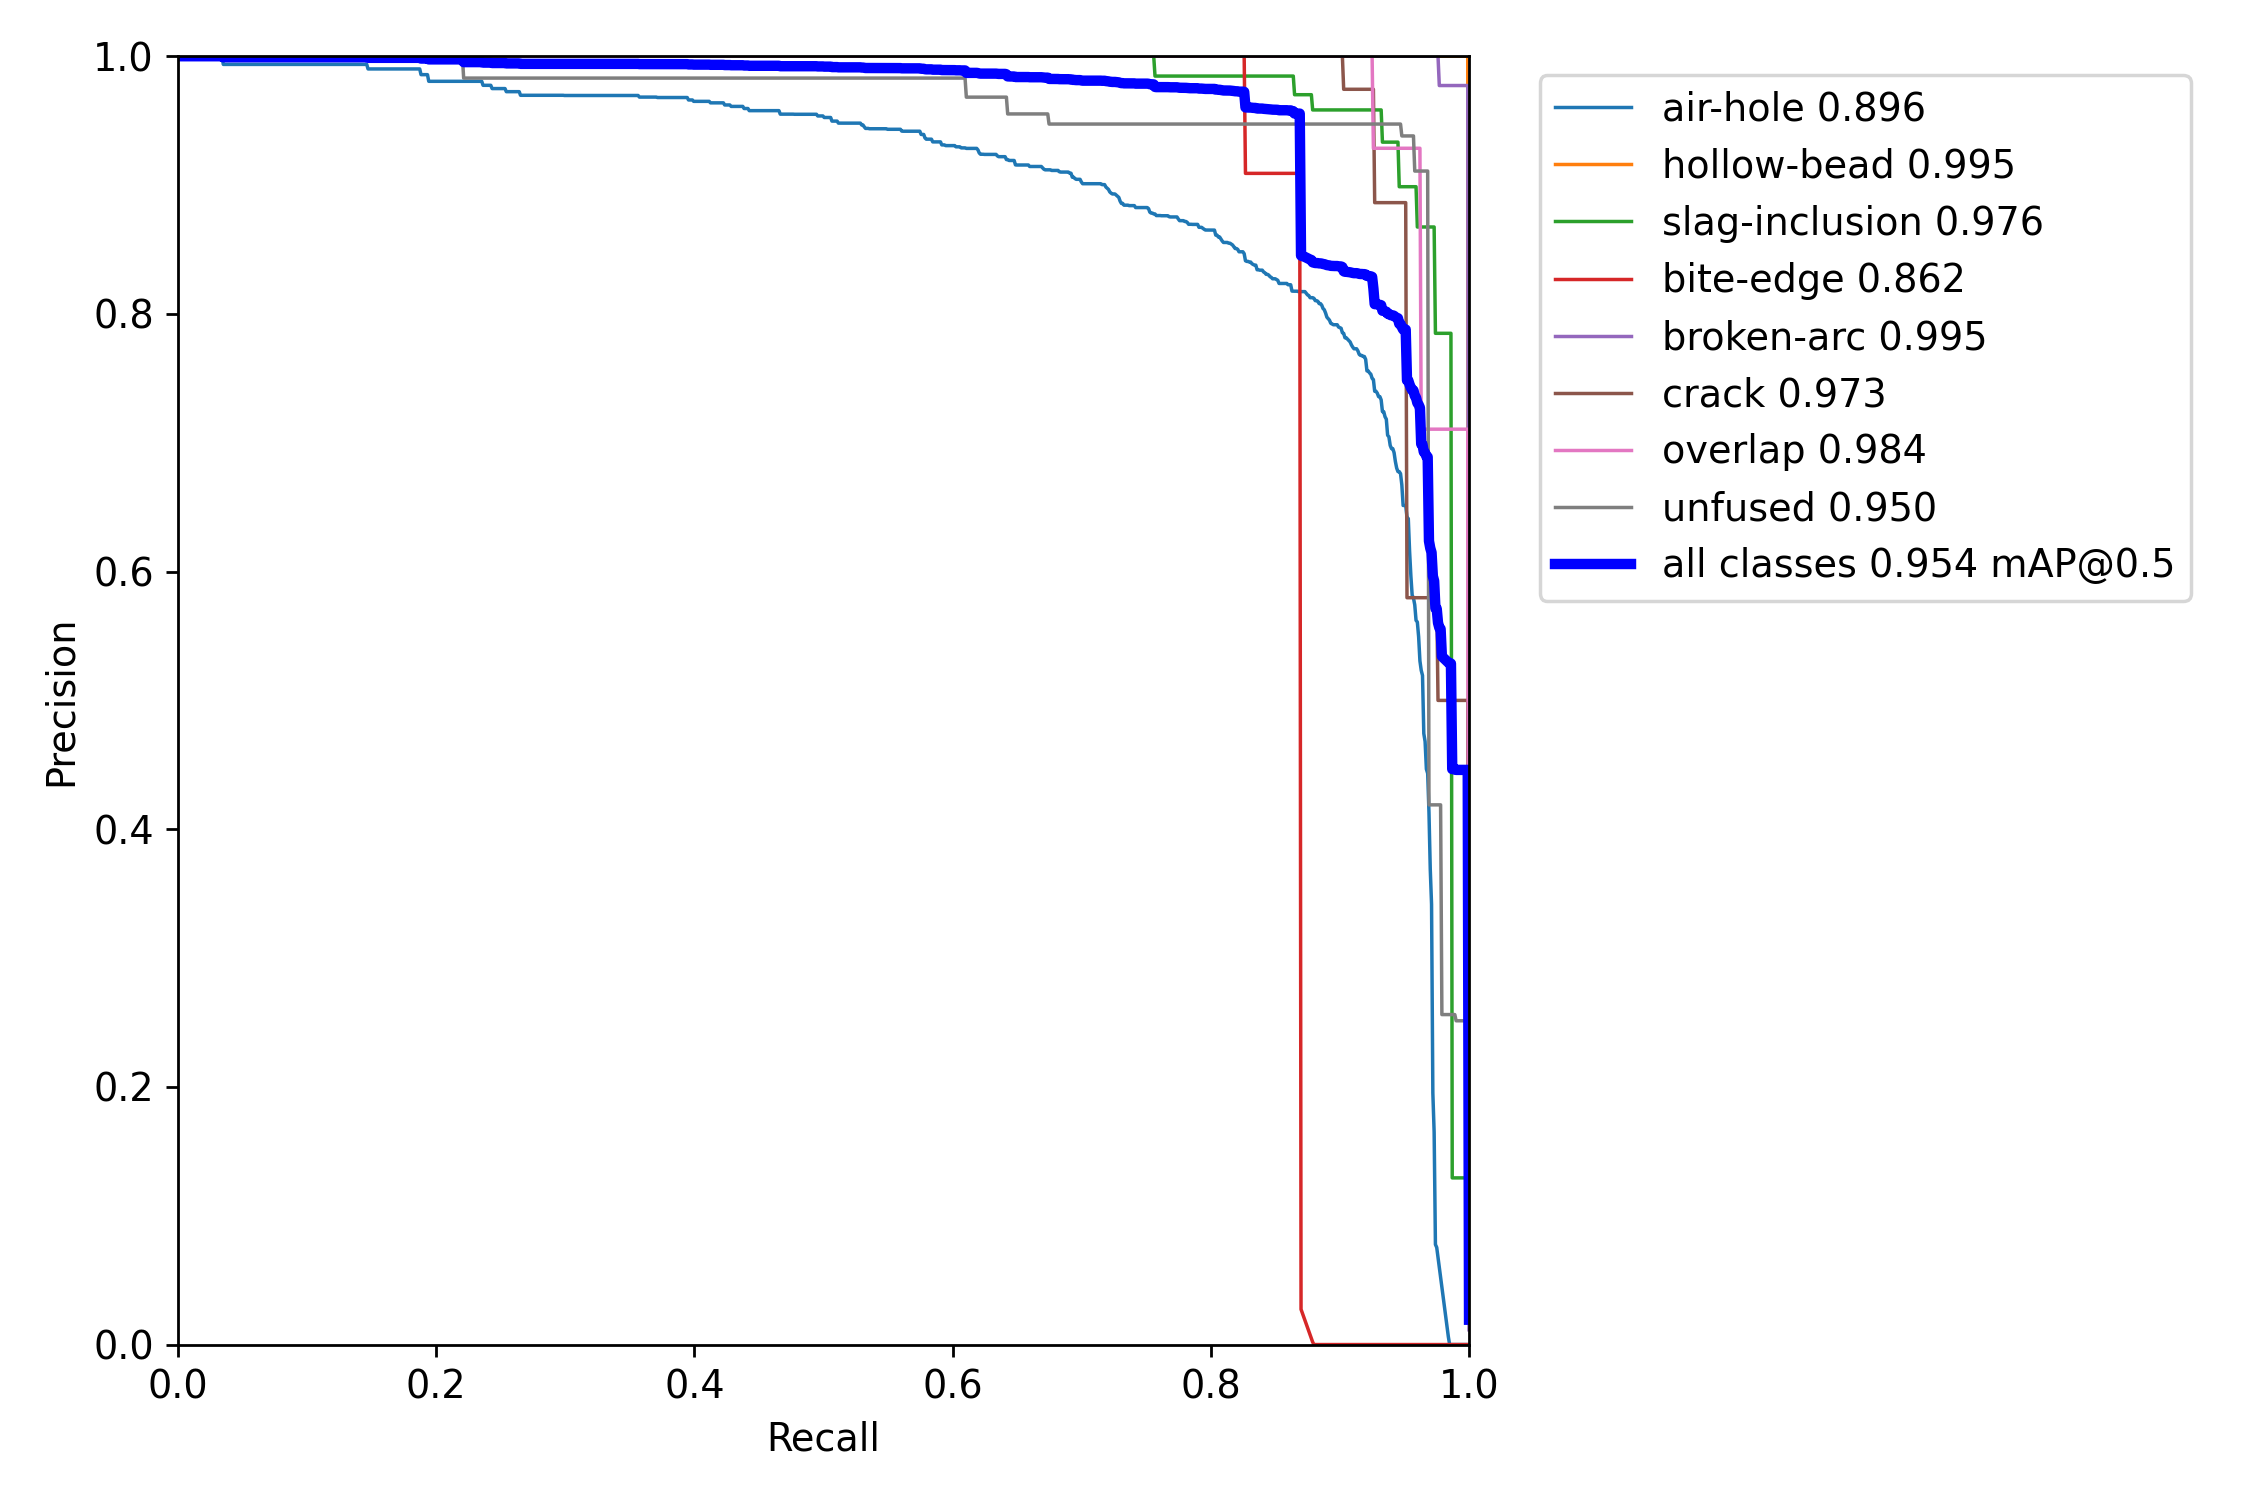 1.0
0.8
0.6
0.4
0.2
0.0
Precision
0.0 0.2 0.4 0.6 0.8 1.0
Recall
air-hole 0.896
hollow-bead 0.995
slag-inclusion 0.976
bite-edge 0.862
broken-arc 0.995
crack 0.973
overlap 0.984
unfused 0.950
all classes 0.954 mAP@0.5